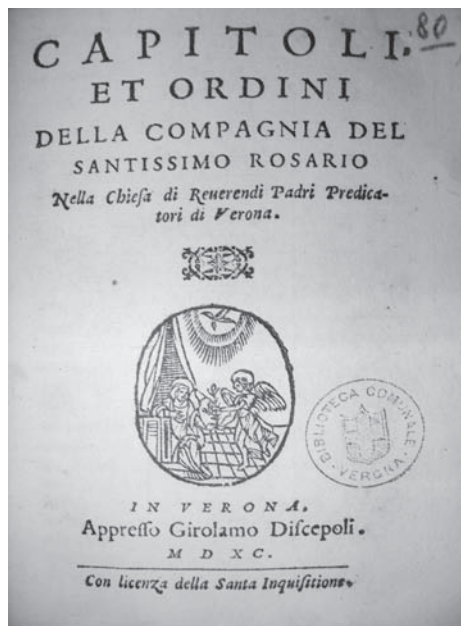 80
CAPITOLI,
ET ORDINI
DELLA COMPAGNIA DEL
SANTISSIMO ROSARIO
Nella Chieſa di Reuerendi Padri Predica-
tori di Verona.
BIBLIOTECA COMUNALE
· VERONA ·
IN VERONA.
Appreſſo Girolamo Diſcepoli.
M D XC.
Con licenza della Santa Inquiſitione.